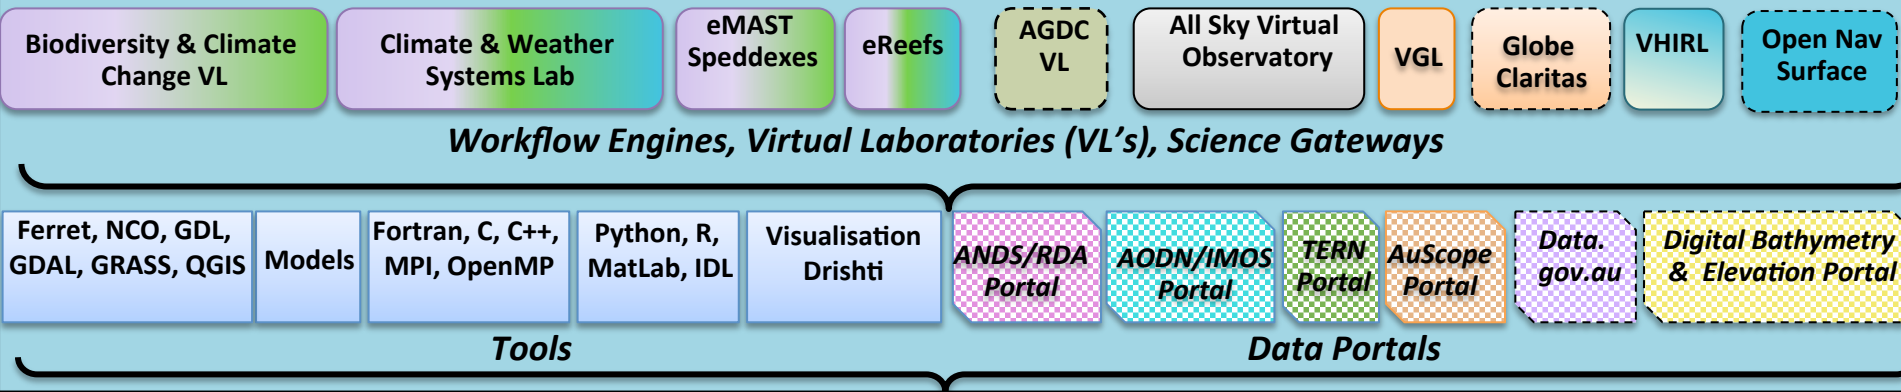 Biodiversity & Climate
Change VL
Climate & Weather
Systems Lab
eMAST
Speddexes
eReefs
AGDC
VL
All Sky Virtual
Observatory
VGL
Globe
Claritas
VHIRL
Open Nav
Surface
Workflow Engines, Virtual Laboratories (VL's), Science Gateways
Ferret, NCO, GDL,
GDAL, GRASS, QGIS
Models
Fortran, C, C++,
MPI, OpenMP
Python, R,
MatLab, IDL
Visualisation
Drishti
ANDS/RDA
Portal
AODN/IMOS
Portal
TERN
Portal
AuScope
Portal
Data.
gov.au
Digital Bathymetry
& Elevation Portal
Tools
Data Portals